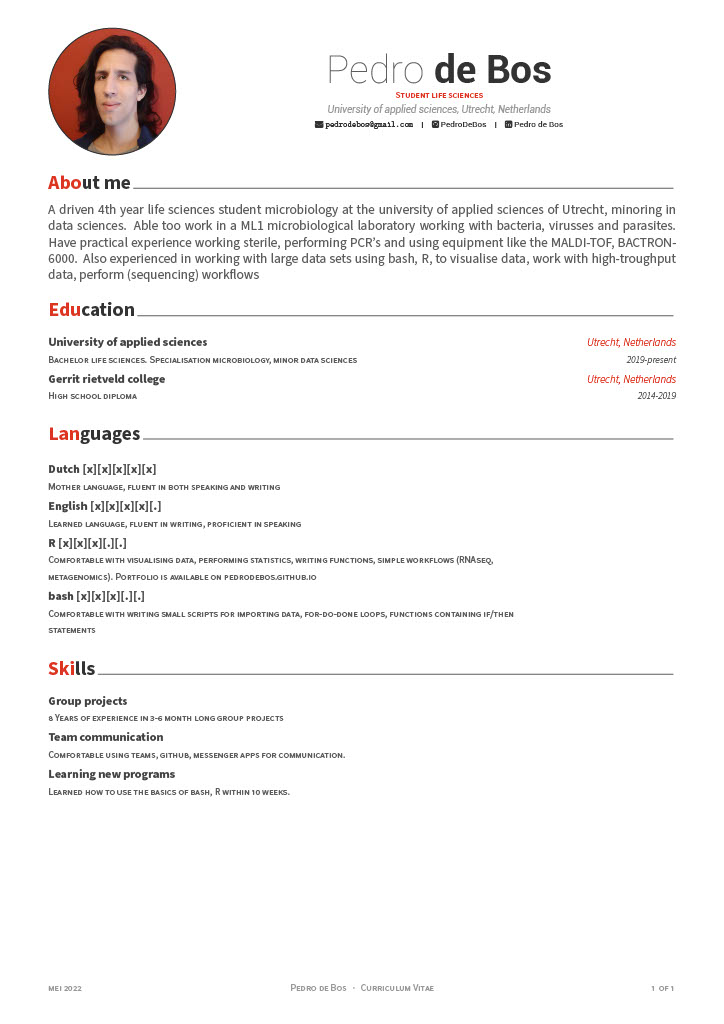 Pedro de Bos
Student life sciences
University of applied sciences, Utrecht, Netherlands
pedrodebos@gmail.com | PedroDeBos | Pedro de Bos
About me
A driven 4th year life sciences student microbiology at the university of applied sciences of Utrecht, minoring in
data sciences. Able too work in a ML1 microbiological laboratory working with bacteria, virusses and parasites.
Have practical experience working sterile, performing PCR's and using equipment like the MALDI-TOF, BACTRON-
6000. Also experienced in working with large data sets using bash, R, to visualise data, work with high-troughput
data, perform (sequencing) workflows
Education
University of applied sciences Utrecht, Netherlands
Bachelor life sciences. Specialisation microbiology, minor data sciences 2019-present
Gerrit rietveld college Utrecht, Netherlands
High school diploma 2014-2019
Languages
Dutch [x][x][x][x][x]
Mother language, fluent in both speaking and writing
English [x][x][x][x][.]
Learned language, fluent in writing, proficient in speaking
R [x][x][x][.][.]
Comfortable with visualising data, performing statistics, writing functions, simple workflows (RNAseq,
metagenomics). Portfolio is available on pedrodebos.github.io
bash [x][x][x][.][.]
Comfortable with writing small scripts for importing data, for-do-done loops, functions containing if/then
statements
Skills
Group projects
8 Years of experience in 3-6 month long group projects
Team communication
Comfortable using teams, github, messenger apps for communication.
Learning new programs
Learned how to use the basics of bash, R within 10 weeks.
mei 2022 Pedro de Bos · Curriculum Vitae 1 of 1